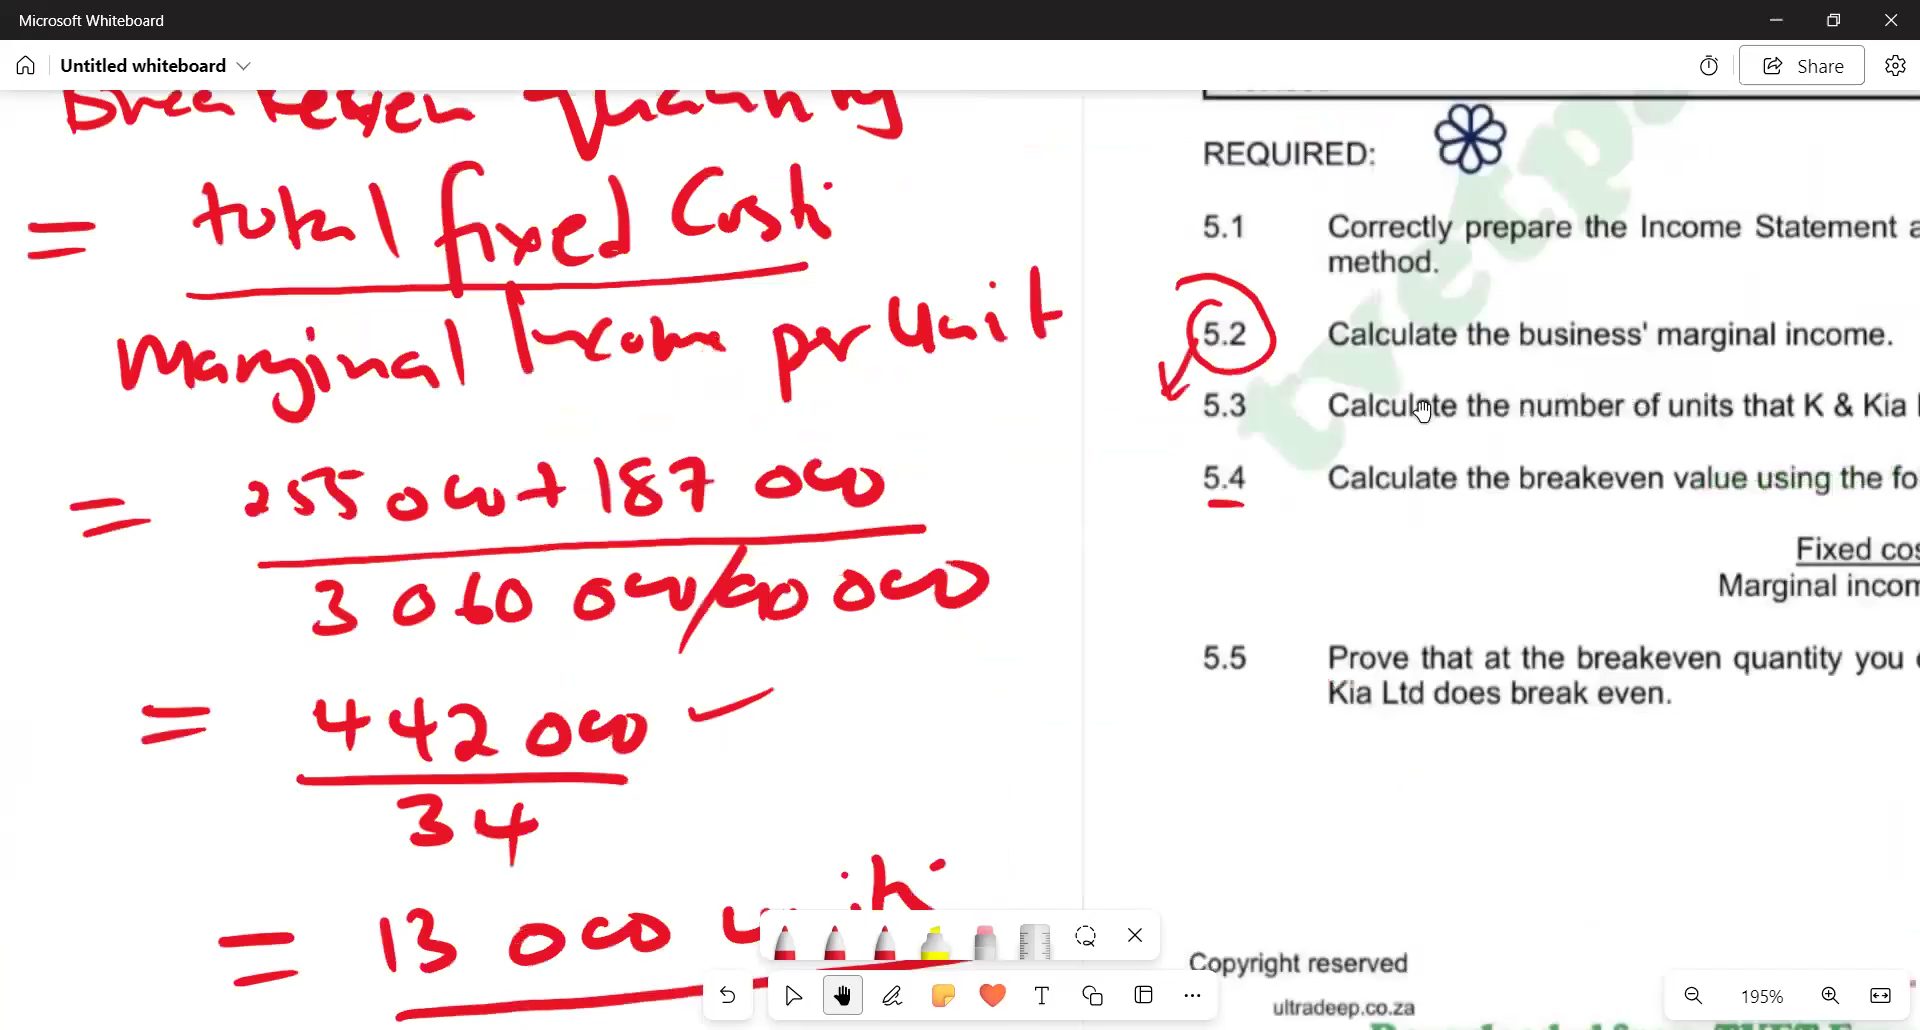 Microsoft Whiteboard
Untitled whiteboard
Share
Breakeven quantity
= total fixed Costs
Marginal Income per Unit
= 255 000 + 187 000
3 060 000/90 000
= 442 000
34
= 13 000 units
REQUIRED:
5.1 Correctly prepare the Income Statement a
method.
5.2 Calculate the business' marginal income.
5.3 Calculate the number of units that K & Kia
5.4 Calculate the breakeven value using the fo
Fixed cos
Marginal incom
5.5 Prove that at the breakeven quantity you
Kia Ltd does break even.
Copyright reserved
ultradeep.co.za
195%